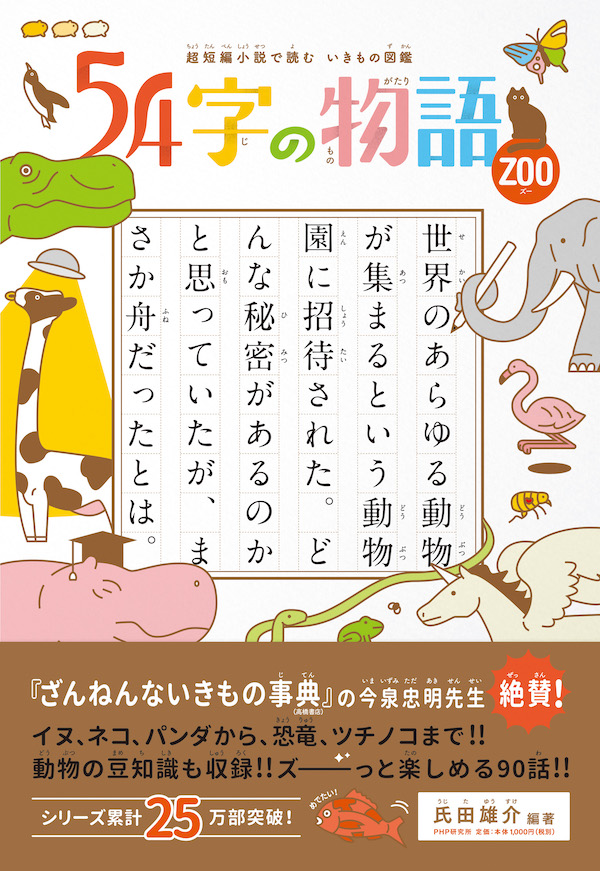 超短編小説で読む いきもの図鑑
54字の物語
ZOO
ズー
世界のあらゆる動物
が集まるという動物
園に招待された。ど
んな秘密があるのか
と思っていたが、ま
さか舟だったとは。
『ざんねんないきもの事典』の今泉忠明先生 絶賛!
(高橋書店)
イヌ、ネコ、パンダから、恐竜、ツチノコまで!!
動物の豆知識も収録!!ズ――っと楽しめる90話!!
シリーズ累計25万部突破!
めでたい!
氏田雄介 編著
PHP研究所 定価:本体1,000円(税別)